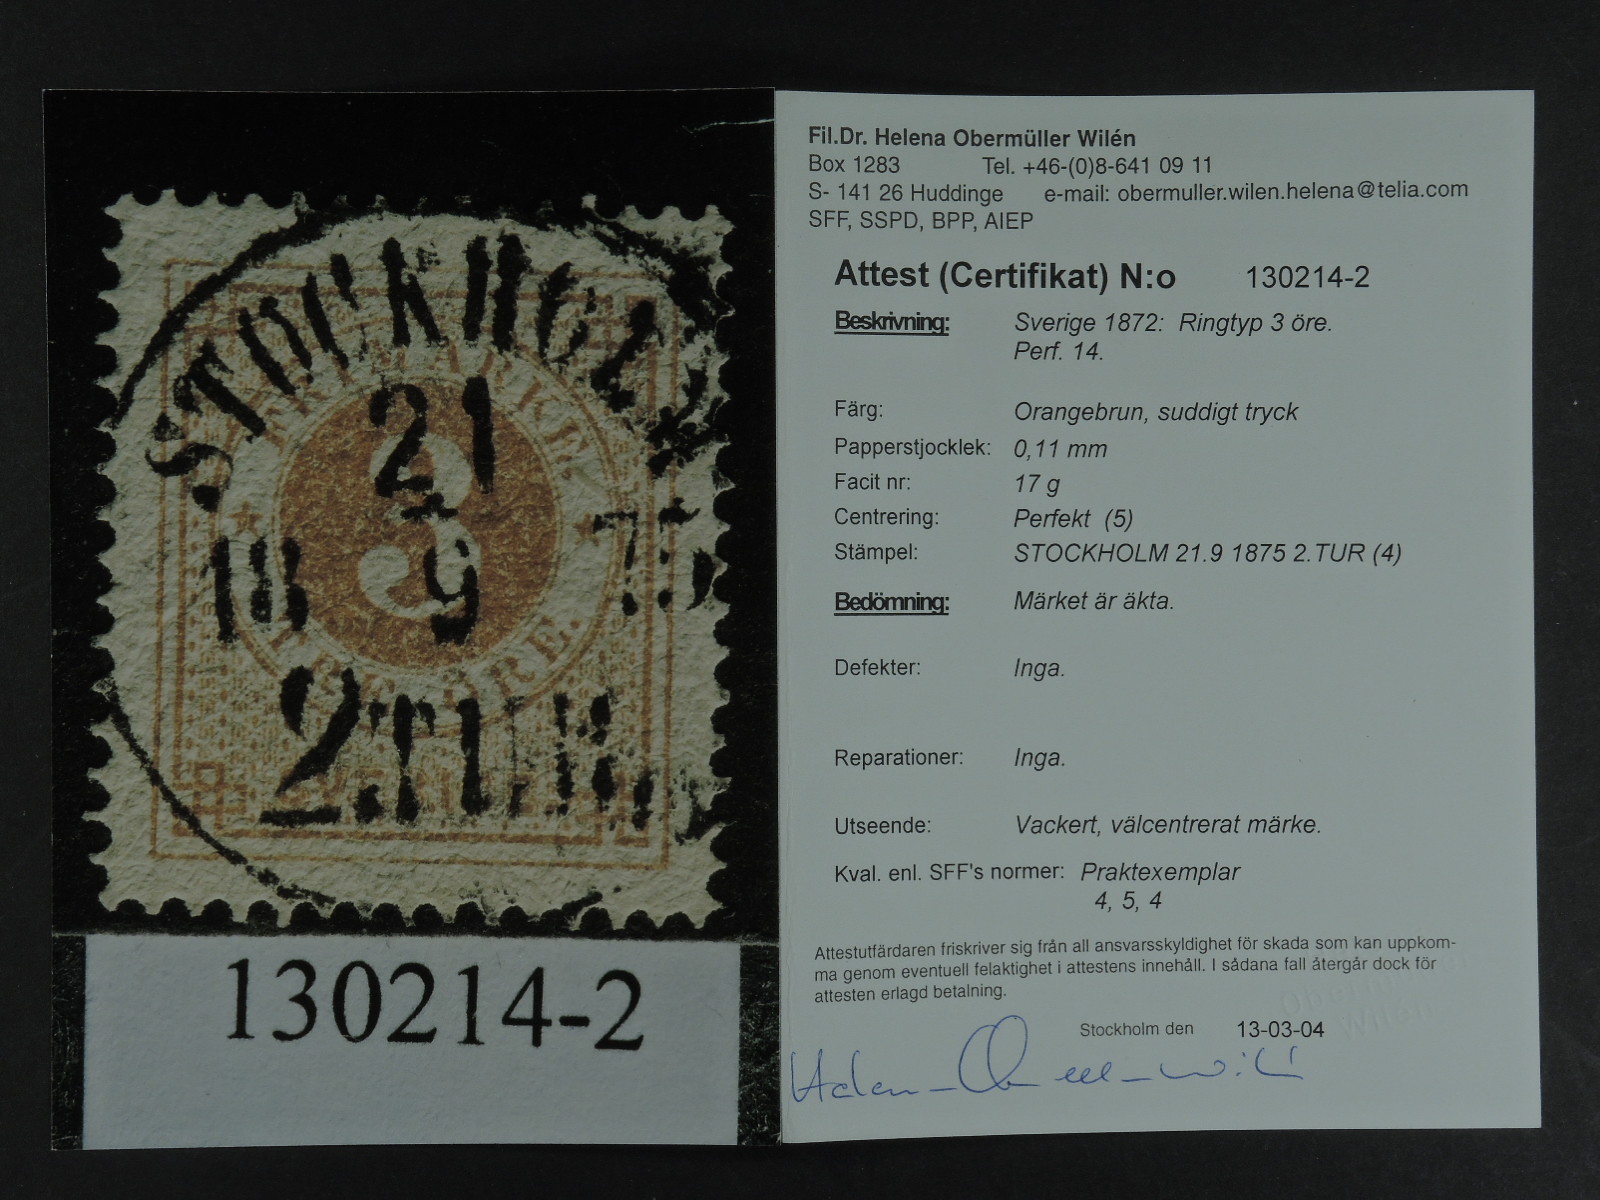 STOCKHOLM
21
18 9 75
3
2.TUR
130214-2
Fil.Dr. Helena Obermüller Wilén
Box 1283 Tel. +46-(0)8-641 09 11
S- 141 26 Huddinge e-mail: obermuller.wilen.helena@telia.com
SFF, SSPD, BPP, AIEP
Attest (Certifikat) N:o 130214-2
Beskrivning: Sverige 1872: Ringtyp 3 öre.
Perf. 14.
Färg: Orangebrun, suddigt tryck
Papperstjocklek: 0,11 mm
Facit nr: 17 g
Centrering: Perfekt (5)
Stämpel: STOCKHOLM 21.9 1875 2.TUR (4)
Bedömning: Märket är äkta.
Defekter: Inga.
Reparationer: Inga.
Utseende: Vackert, välcentrerat märke.
Kval. enl. SFF's normer: Praktexemplar
4, 5, 4
Attestutfärdaren friskriver sig från all ansvarsskyldighet för skada som kan uppkom-
ma genom eventuell felaktighet i attestens innehåll. I sådana fall återgår dock för
attesten erlagd betalning.
Stockholm den 13-03-04